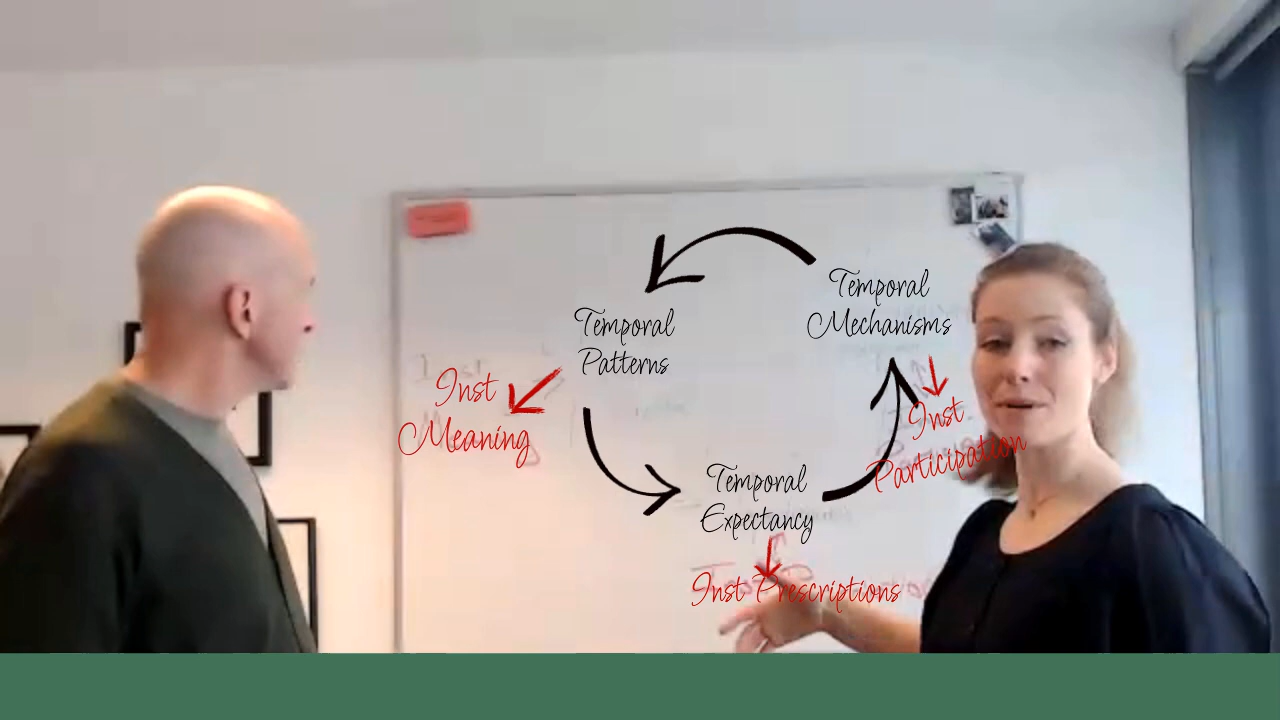 Temporal
Mechanisms
Temporal
Patterns
Inst
Meaning
Inst
Participation
Temporal
Expectancy
Inst Prescriptions